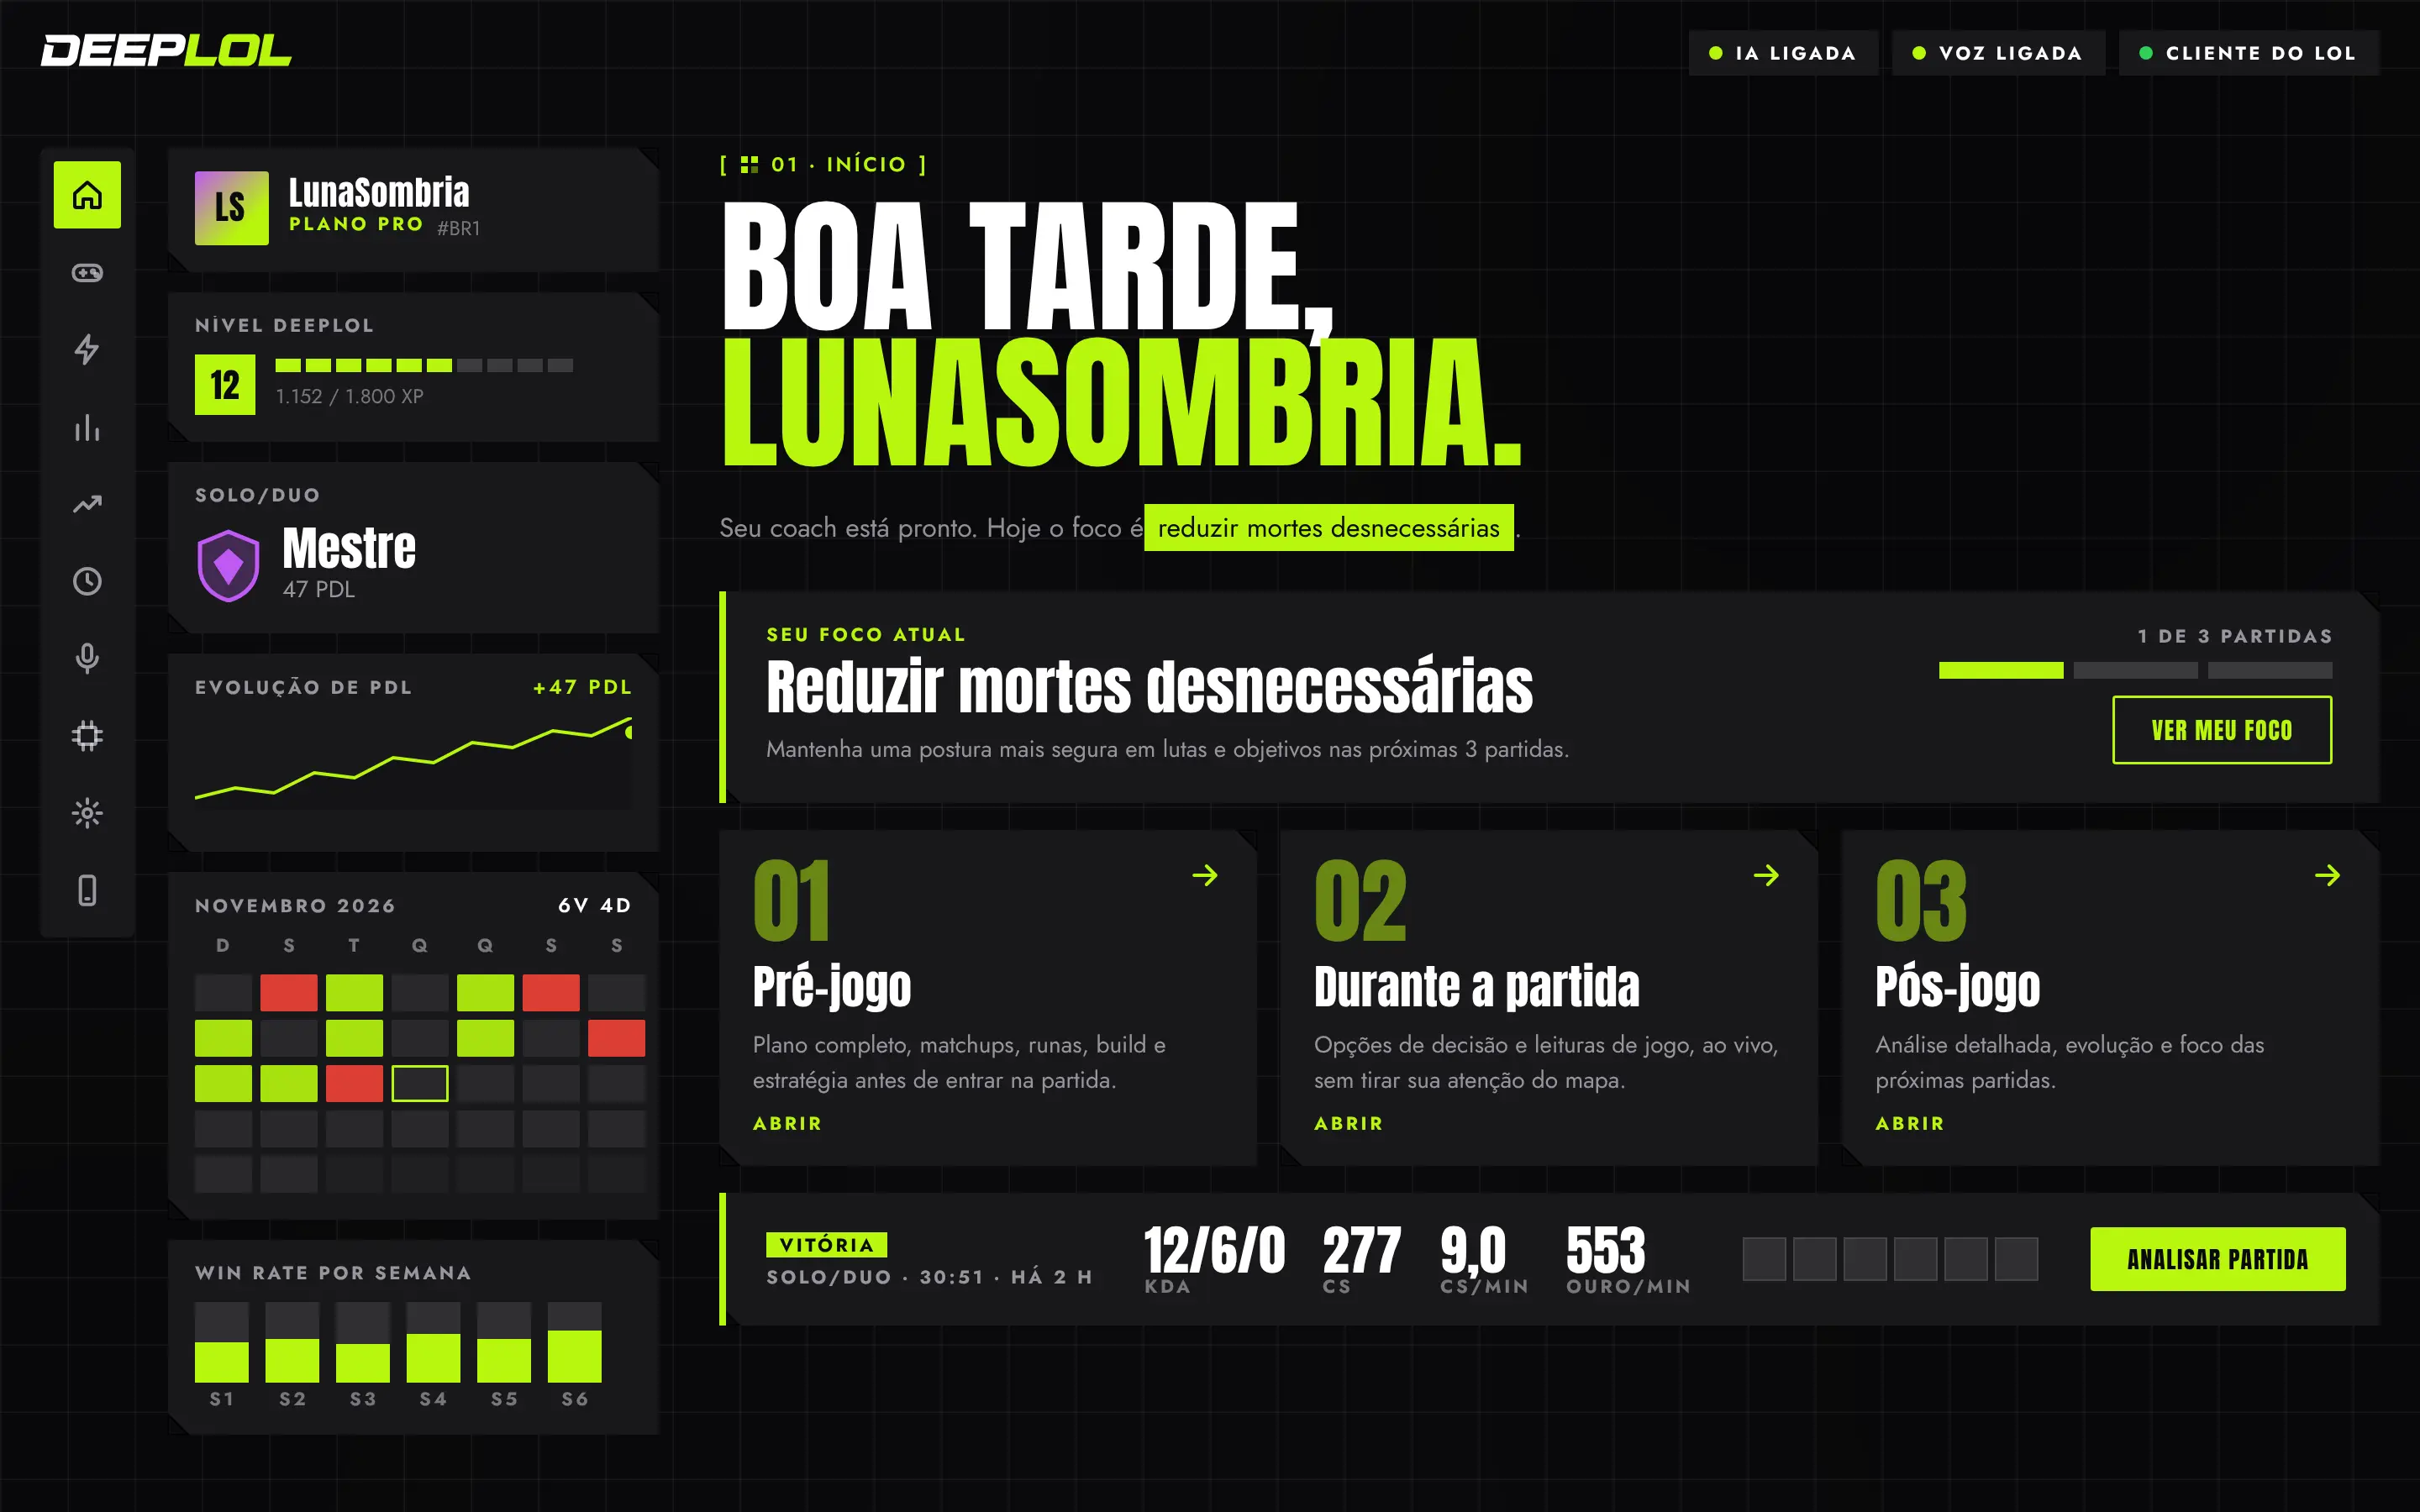 DEEPLOL
IA LIGADA
VOZ LIGADA
CLIENTE DO LOL
LS
LunaSombria
PLANO PRO #BR1
NÍVEL DEEPLOL
12
1.152 / 1.800 XP
SOLO/DUO
Mestre
47 PDL
EVOLUÇÃO DE PDL
+47 PDL
NOVEMBRO 2026
6V 4D
D S T Q Q S S
WIN RATE POR SEMANA
S1 S2 S3 S4 S5 S6
[ 01 · INÍCIO ]
BOA TARDE,
LUNASOMBRIA.
Seu coach está pronto. Hoje o foco é reduzir mortes desnecessárias .
SEU FOCO ATUAL
Reduzir mortes desnecessárias
Mantenha uma postura mais segura em lutas e objetivos nas próximas 3 partidas.
1 DE 3 PARTIDAS
VER MEU FOCO
01
Pré-jogo
Plano completo, matchups, runas, build e
estratégia antes de entrar na partida.
ABRIR
02
Durante a partida
Opções de decisão e leituras de jogo, ao vivo,
sem tirar sua atenção do mapa.
ABRIR
03
Pós-jogo
Análise detalhada, evolução e foco das
próximas partidas.
ABRIR
VITÓRIA
SOLO/DUO · 30:51 · HÁ 2 H
12/6/0
KDA
277
CS
9,0
CS/MIN
553
OURO/MIN
ANALISAR PARTIDA